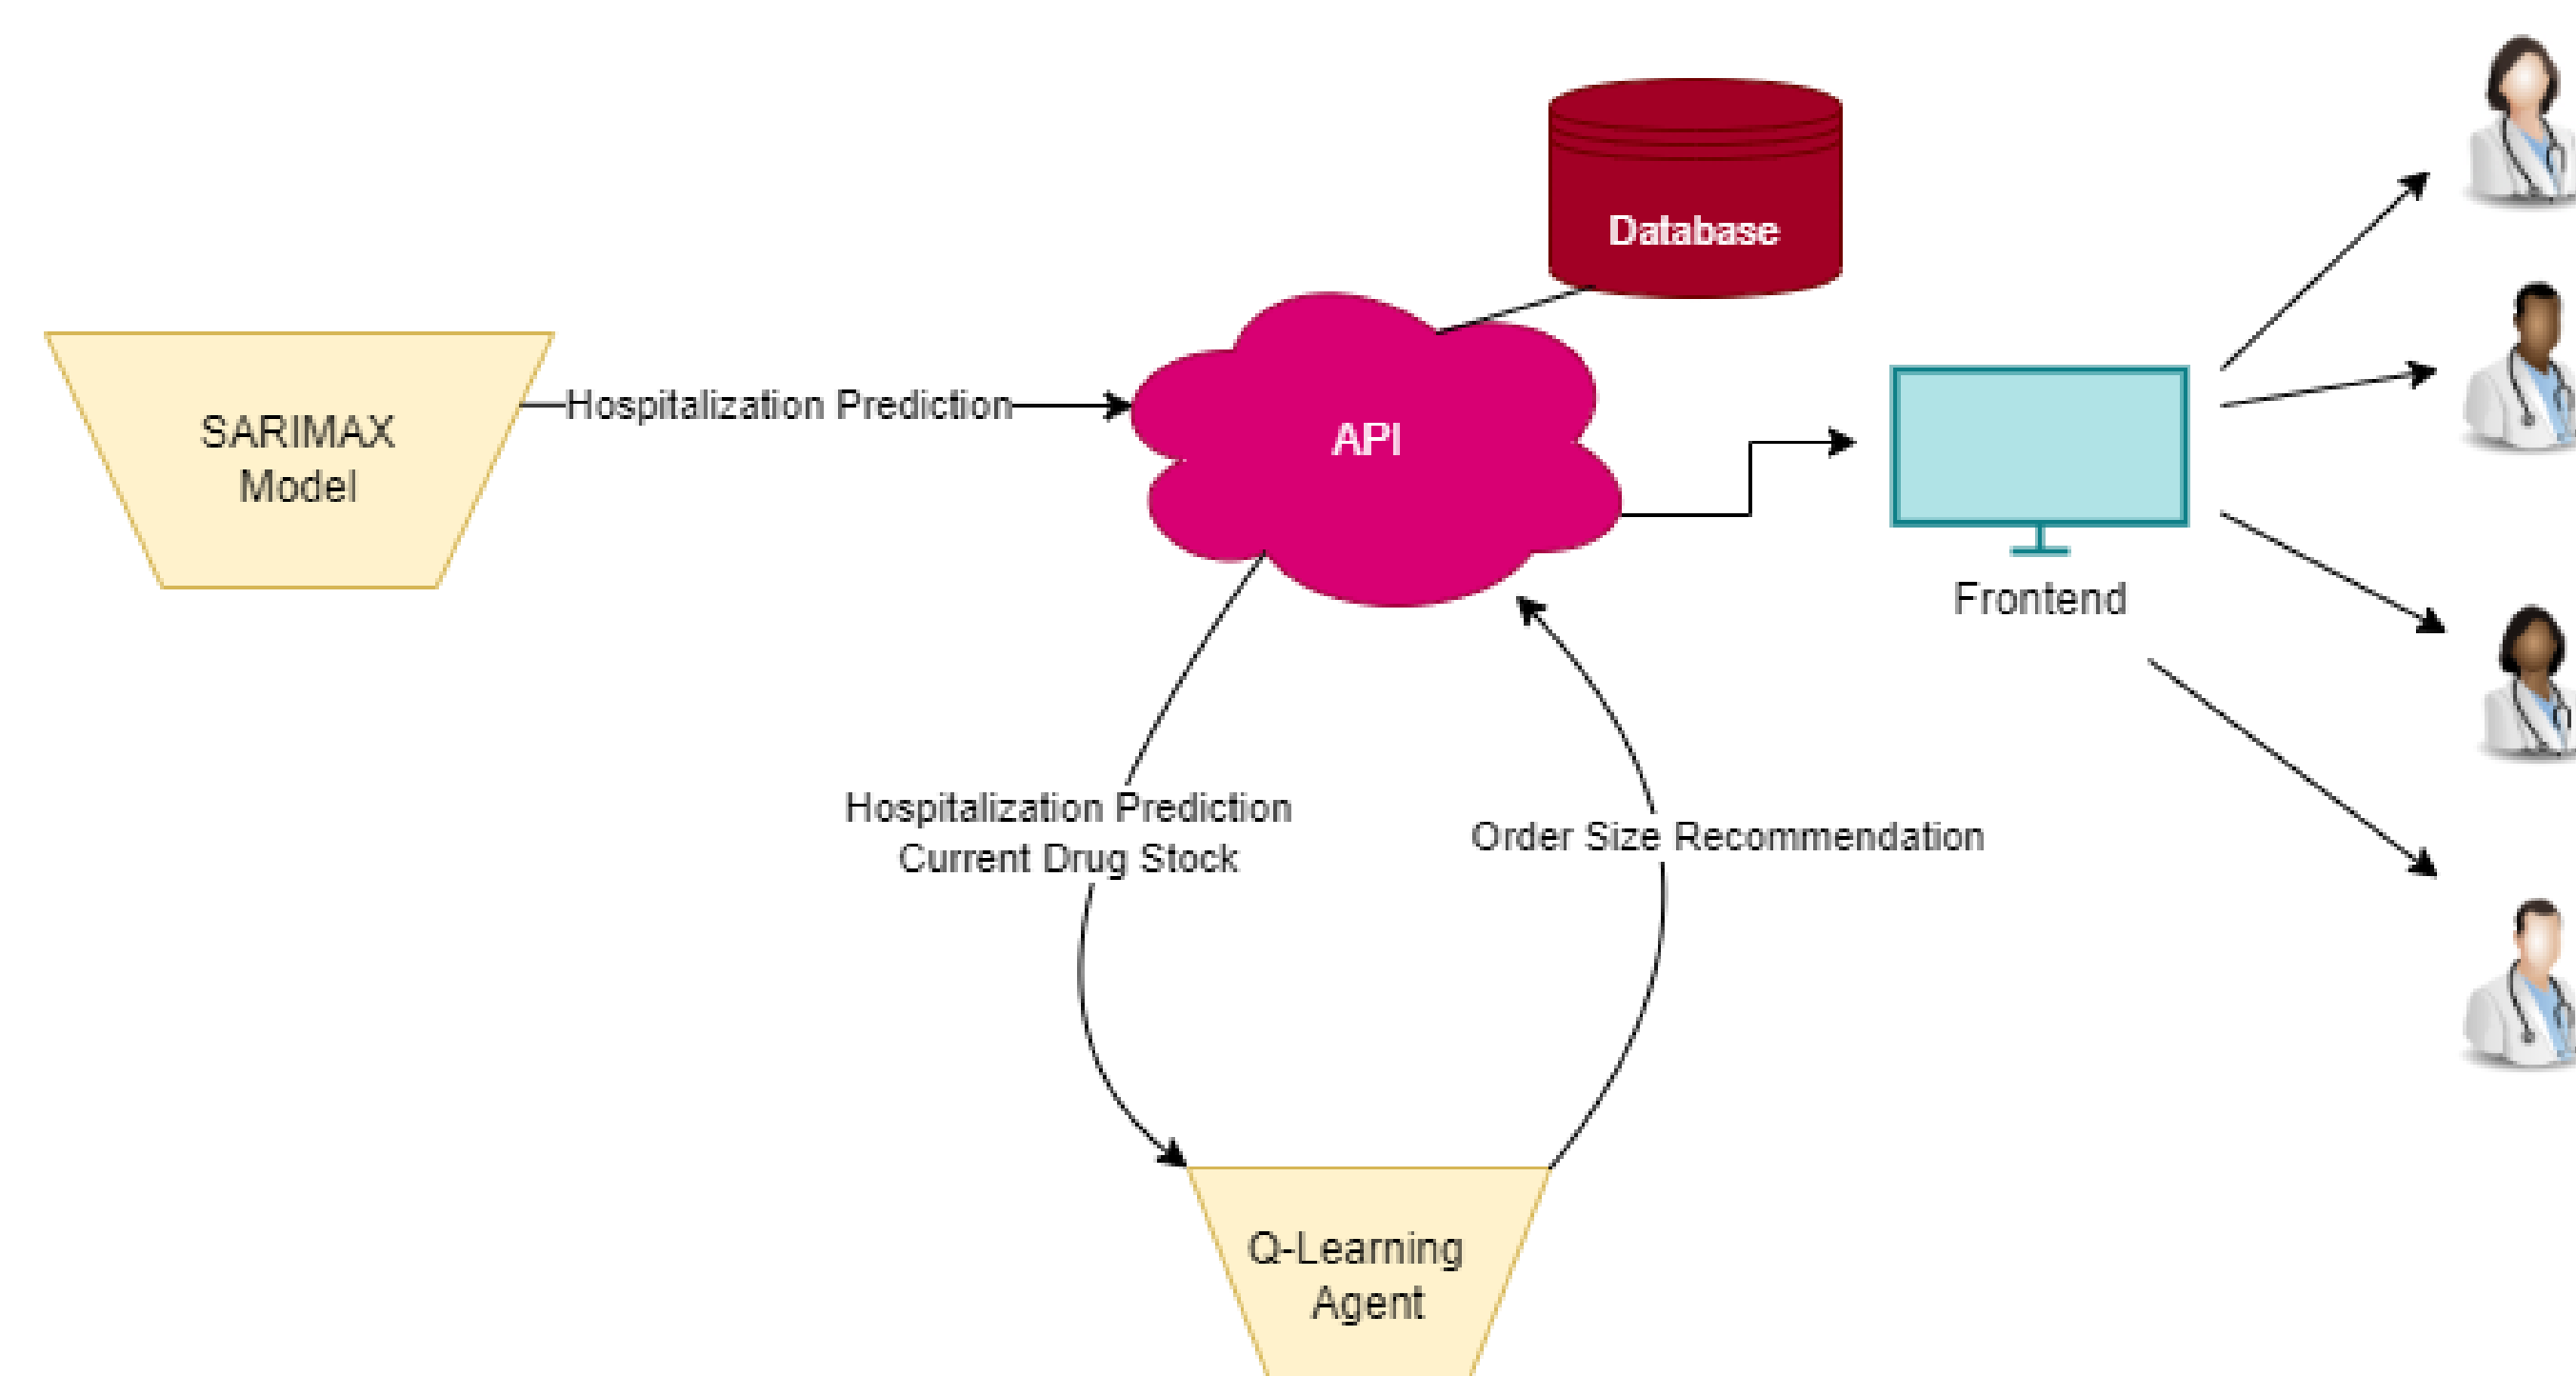 Database
SARIMAX
Model
Hospitalization Prediction
API
Frontend
Hospitalization Prediction
Current Drug Stock
Order Size Recommendation
Q-Learning
Agent